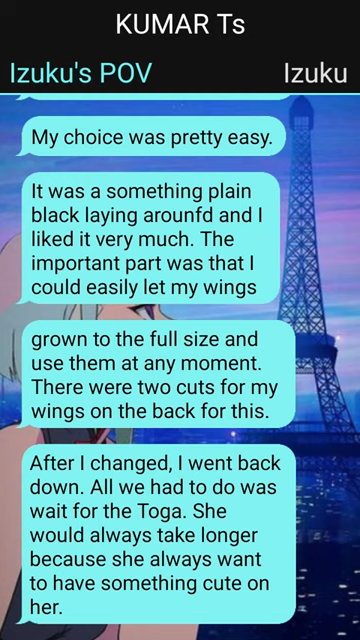 KUMAR Ts
Izuku's POV
Izuku
My choice was pretty easy.
It was a something plain
black laying arounfd and I
liked it very much. The
important part was that I
could easily let my wings
grown to the full size and
use them at any moment.
There were two cuts for my
wings on the back for this.
After I changed, I went back
down. All we had to do was
wait for the Toga. She
would always take longer
because she always want
to have something cute on
her.